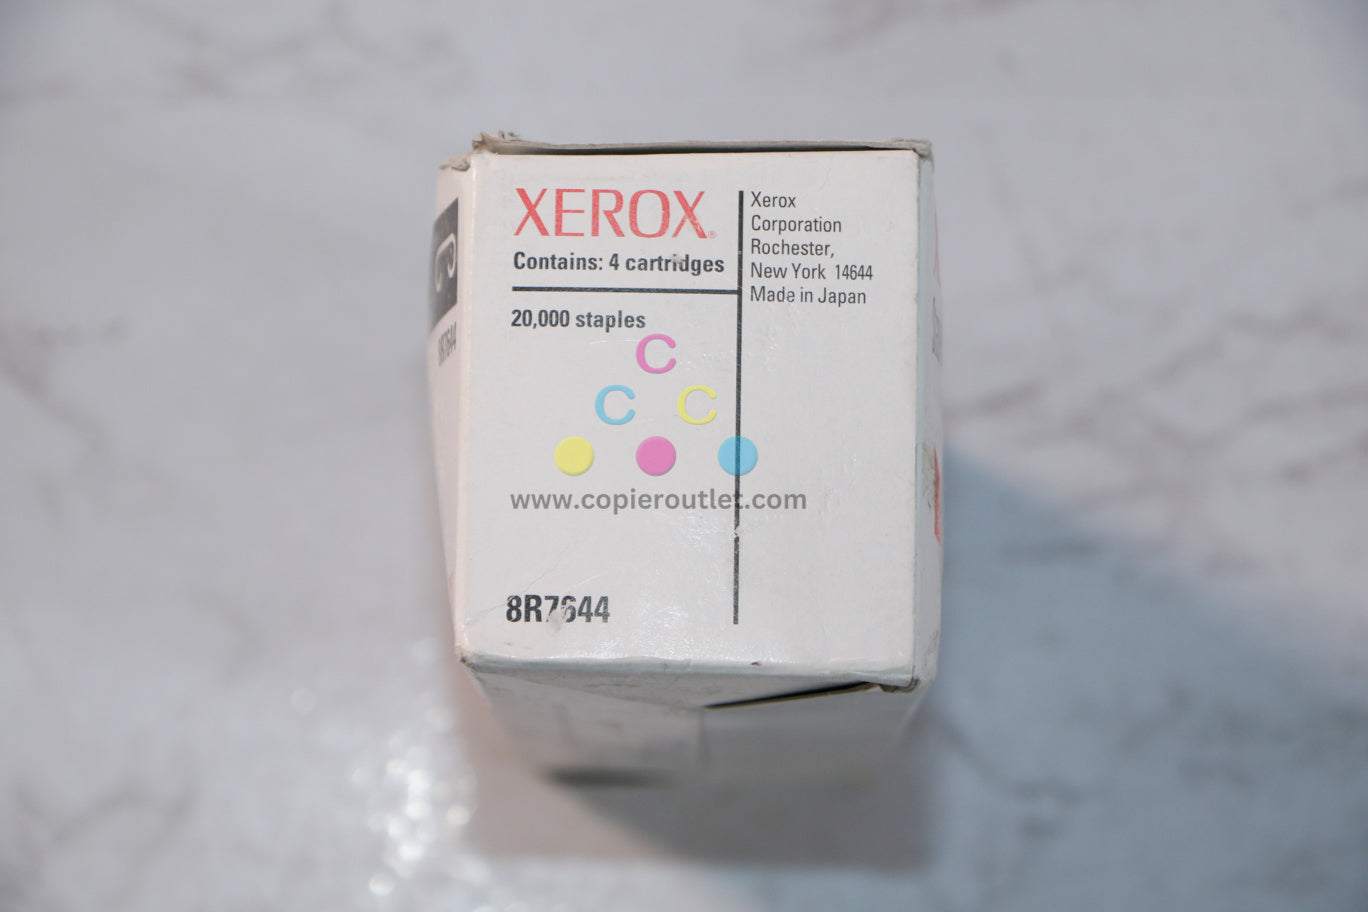 XEROX®
Contains: 4 cartridges
20,000 staples
Xerox
Corporation
Rochester,
New York 14644
Made in Japan
C
C C
www.copieroutlet.com
8R7644
8R7644